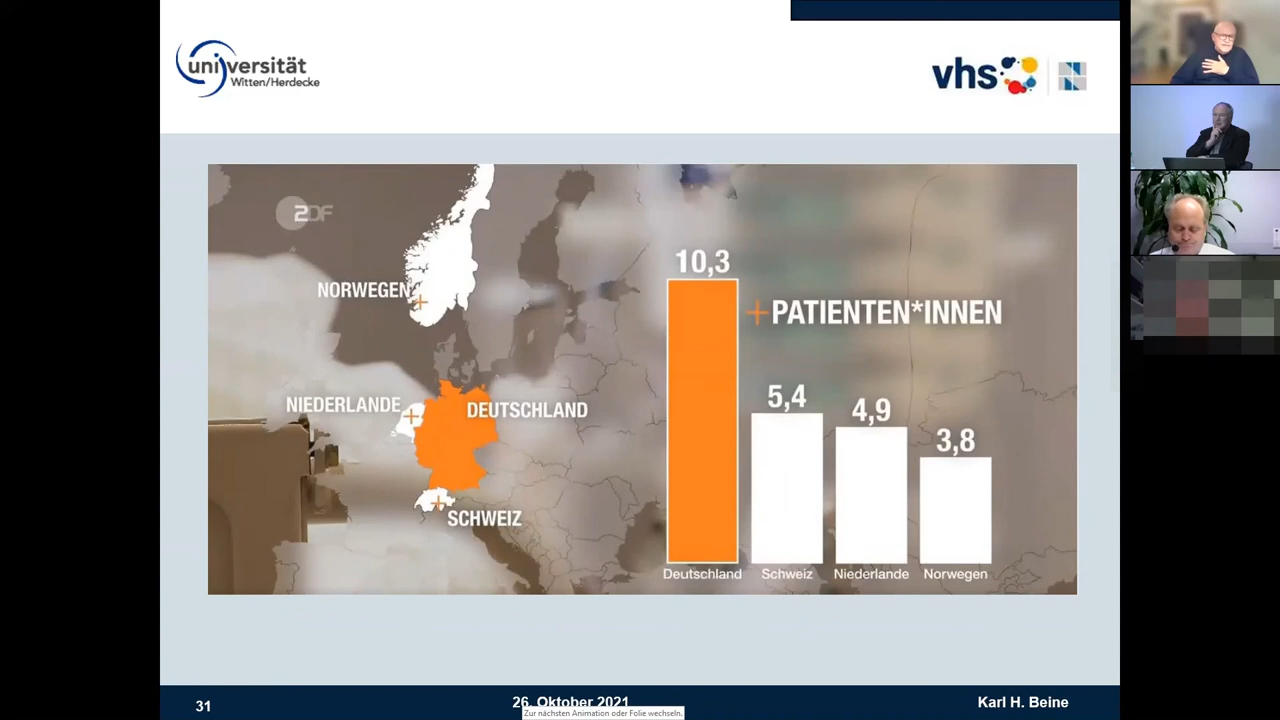 universität
Witten/Herdecke
vhs
ZDF
NORWEGEN
NIEDERLANDE
DEUTSCHLAND
SCHWEIZ
10,3
PATIENTEN*INNEN
5,4
4,9
3,8
Deutschland
Schweiz
Niederlande
Norwegen
31
26. Oktober 2021
Karl H. Beine
Zur nächsten Animation oder Folie wechseln.